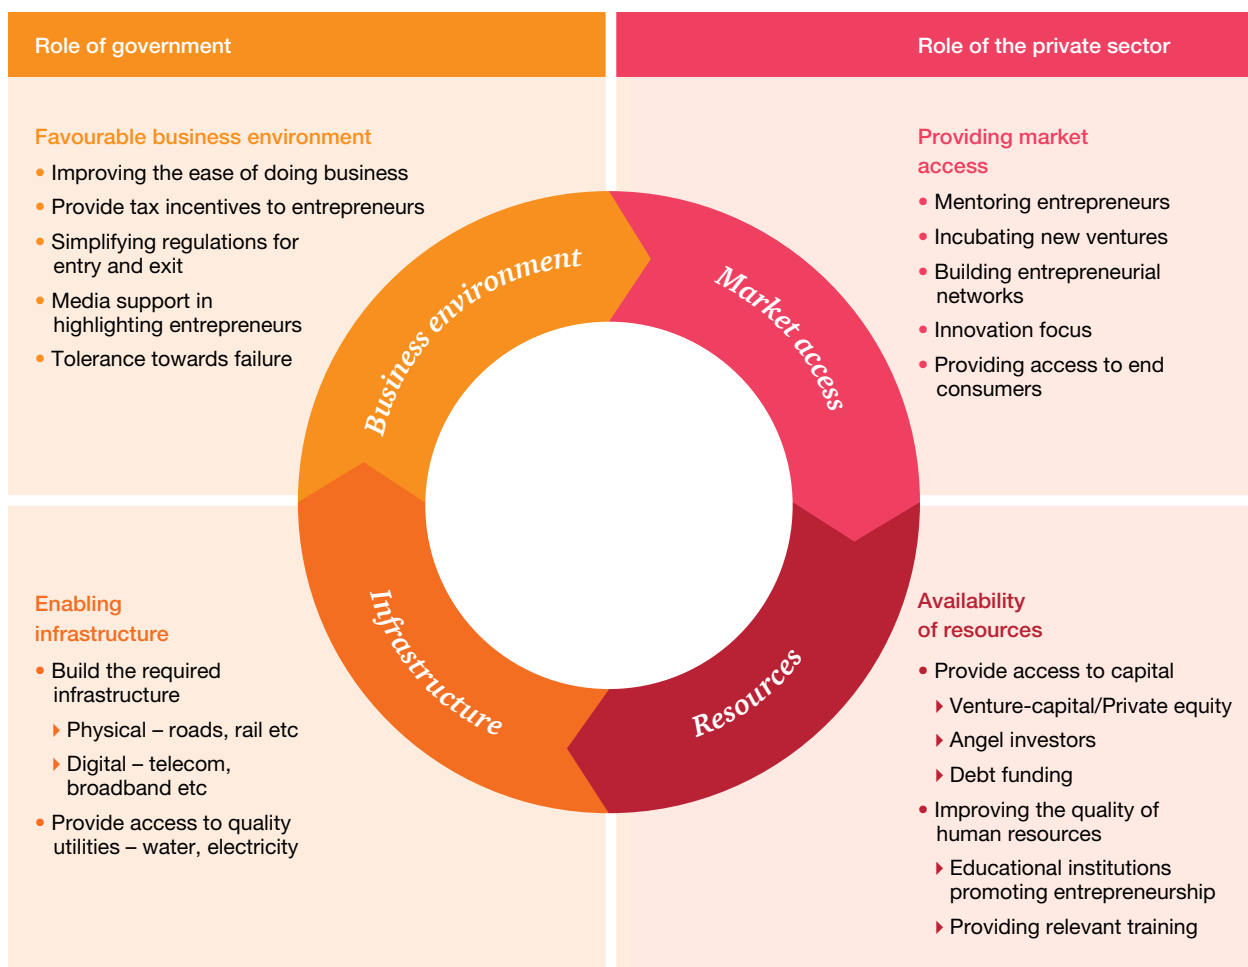 Role of government
Role of the private sector
Favourable business environment
• Improving the ease of doing business
• Provide tax incentives to entrepreneurs
• Simplifying regulations for
entry and exit
• Media support in
highlighting entrepreneurs
• Tolerance towards failure
Providing market
access
• Mentoring entrepreneurs
• Incubating new ventures
• Building entrepreneurial
networks
• Innovation focus
• Providing access to end
consumers
Business environment
Market access
Infrastructure
Resources
Enabling
infrastructure
• Build the required
infrastructure
Physical – roads, rail etc
Digital – telecom,
broadband etc
• Provide access to quality
utilities – water, electricity
Availability
of resources
• Provide access to capital
Venture-capital/Private equity
Angel investors
Debt funding
• Improving the quality of
human resources
Educational institutions
promoting entrepreneurship
Providing relevant training